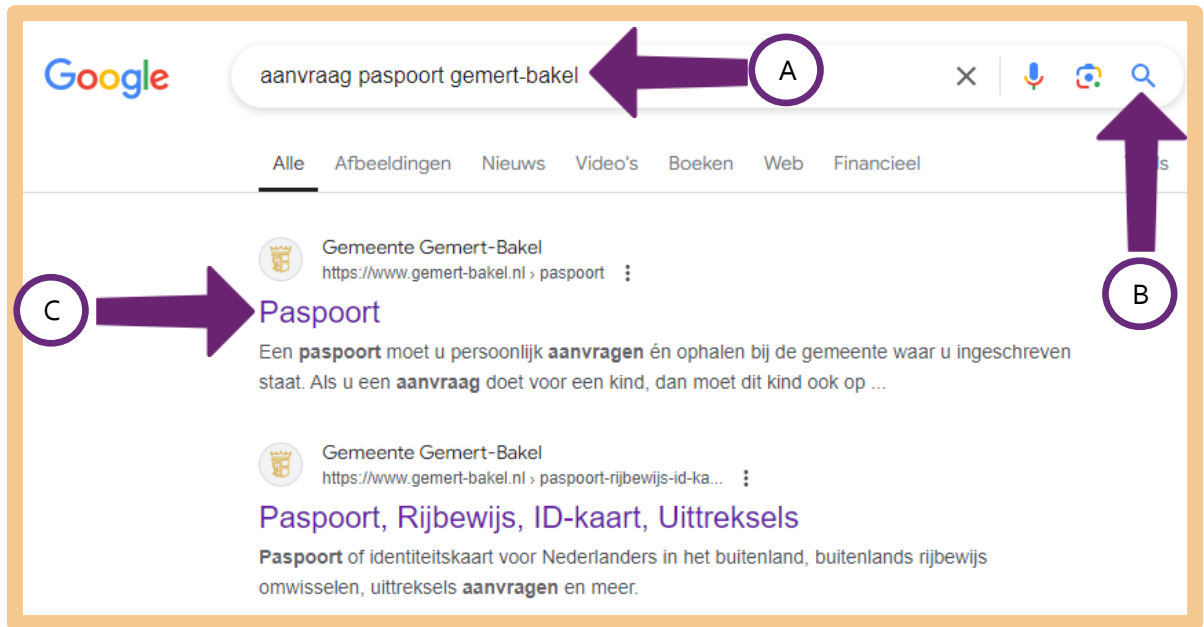 Google
aanvraag paspoort gemert-bakel
A
Alle Afbeeldingen Nieuws Video's Boeken Web Financieel
B
Gemeente Gemert-Bakel
https://www.gemert-bakel.nl › paspoort
C
Paspoort
Een paspoort moet u persoonlijk aanvragen én ophalen bij de gemeente waar u ingeschreven
staat. Als u een aanvraag doet voor een kind, dan moet dit kind ook op ...
Gemeente Gemert-Bakel
https://www.gemert-bakel.nl › paspoort-rijbewijs-id-ka...
Paspoort, Rijbewijs, ID-kaart, Uittreksels
Paspoort of identiteitskaart voor Nederlanders in het buitenland, buitenlands rijbewijs
omwisselen, uittreksels aanvragen en meer.